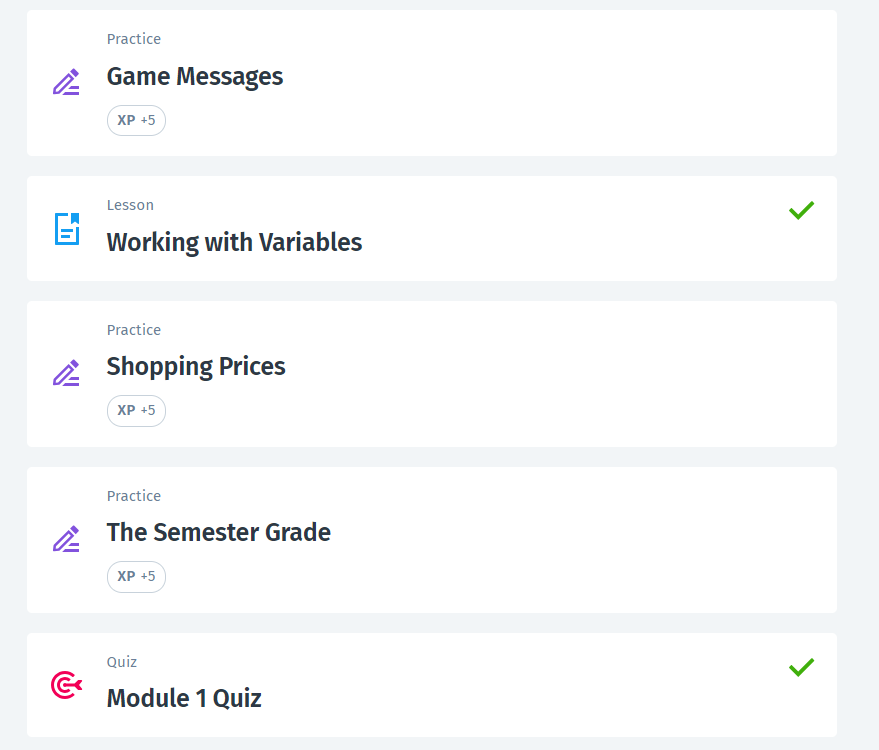 Practice
Game Messages
XP +5
Lesson
Working with Variables
Practice
Shopping Prices
XP +5
Practice
The Semester Grade
XP +5
Quiz
Module 1 Quiz